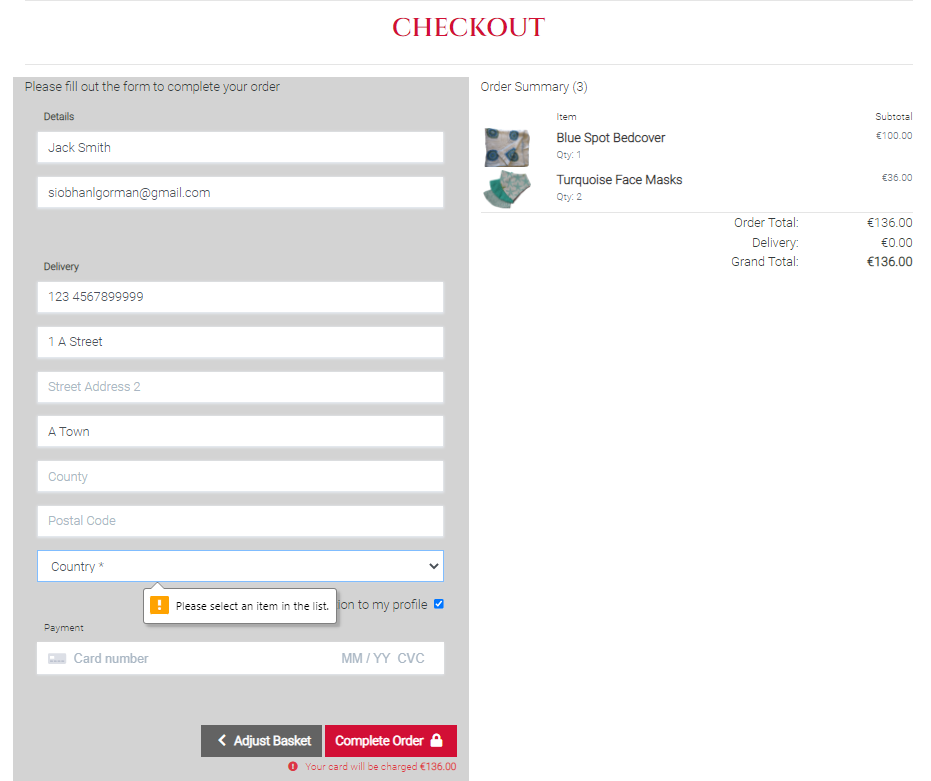 CHECKOUT
Please fill out the form to complete your order
Details
Jack Smith
siobhanlgorman@gmail.com
Delivery
123 4567899999
1 A Street
Street Address 2
A Town
County
Postal Code
Country *
Please select an item in the list.
ion to my profile
Payment
Card number MM / YY CVC
Adjust Basket Complete Order
Your card will be charged €136.00
Order Summary (3)
Item Subtotal
Blue Spot Bedcover €100.00
Qty: 1
Turquoise Face Masks €36.00
Qty: 2
Order Total: €136.00
Delivery: €0.00
Grand Total: €136.00